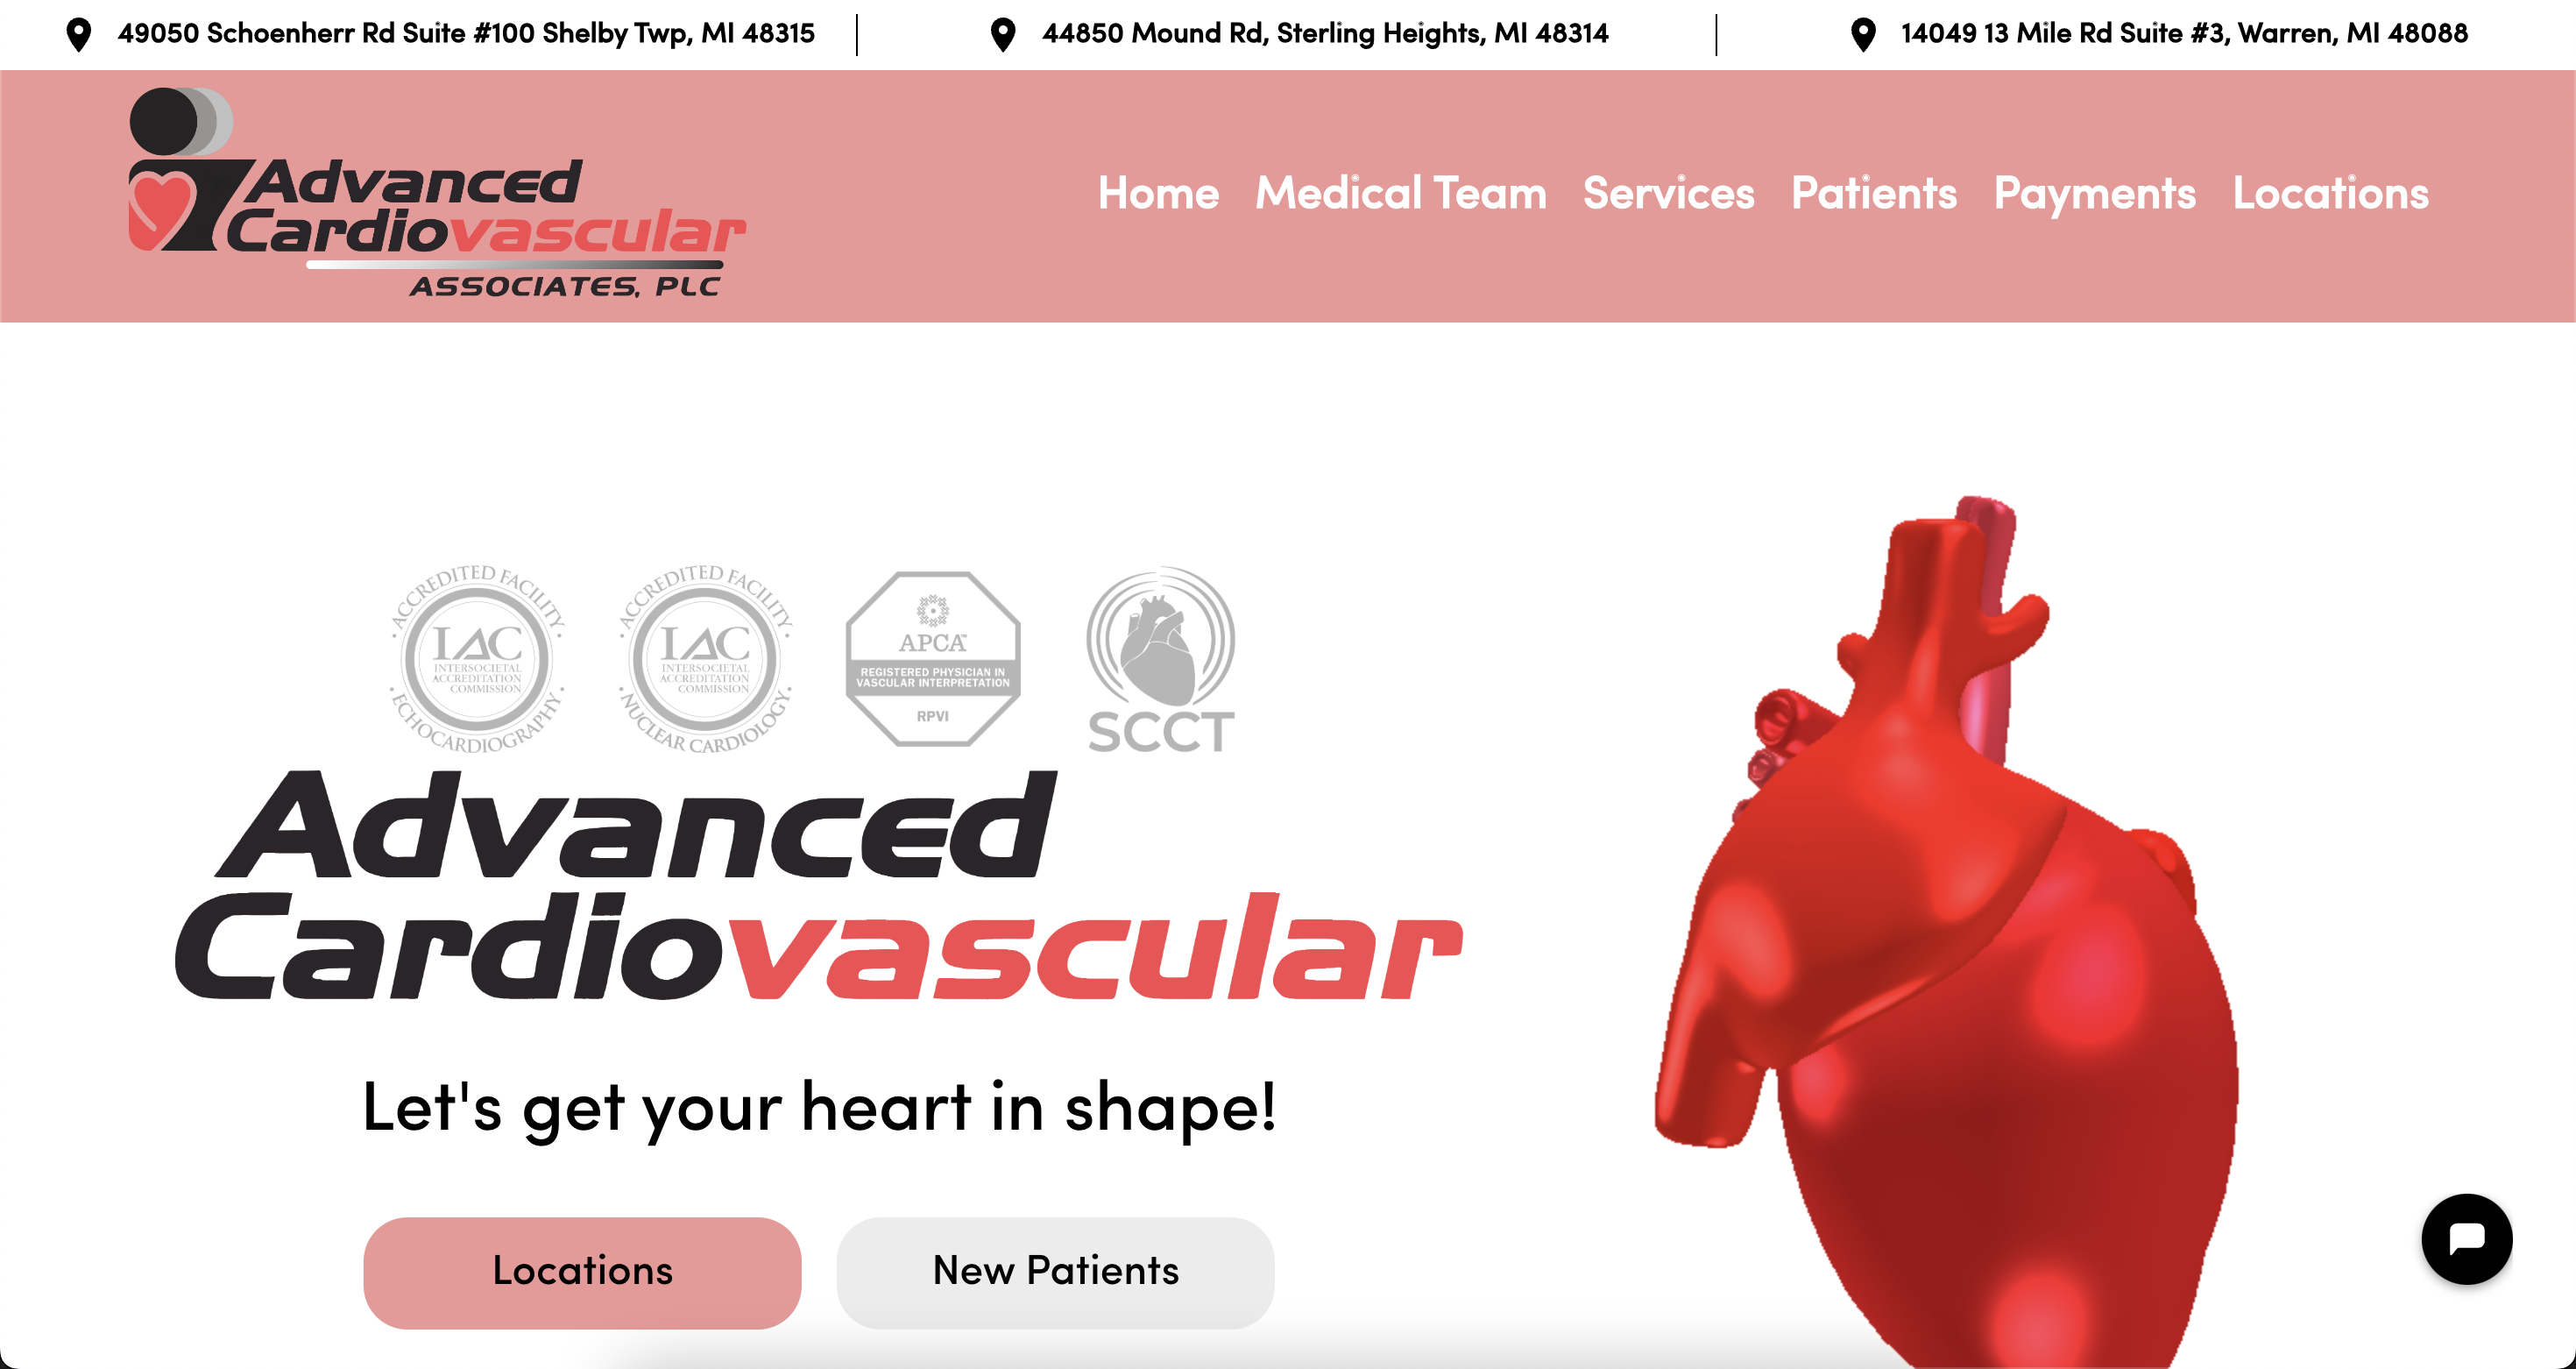 49050 Schoenherr Rd Suite #100 Shelby Twp, MI 48315
44850 Mound Rd, Sterling Heights, MI 48314
14049 13 Mile Rd Suite #3, Warren, MI 48088
Advanced
Cardiovascular
ASSOCIATES, PLC
Home
Medical Team
Services
Patients
Payments
Locations
· ACCREDITED FACILITY ·
IAC
INTERSOCIETAL
ACCREDITATION
COMMISSION
· ECHOCARDIOGRAPHY ·
· ACCREDITED FACILITY ·
IAC
INTERSOCIETAL
ACCREDITATION
COMMISSION
· NUCLEAR CARDIOLOGY ·
APCA™
REGISTERED PHYSICIAN IN
VASCULAR INTERPRETATION
RPVI
SCCT
Advanced
Cardiovascular
Let's get your heart in shape!
Locations
New Patients